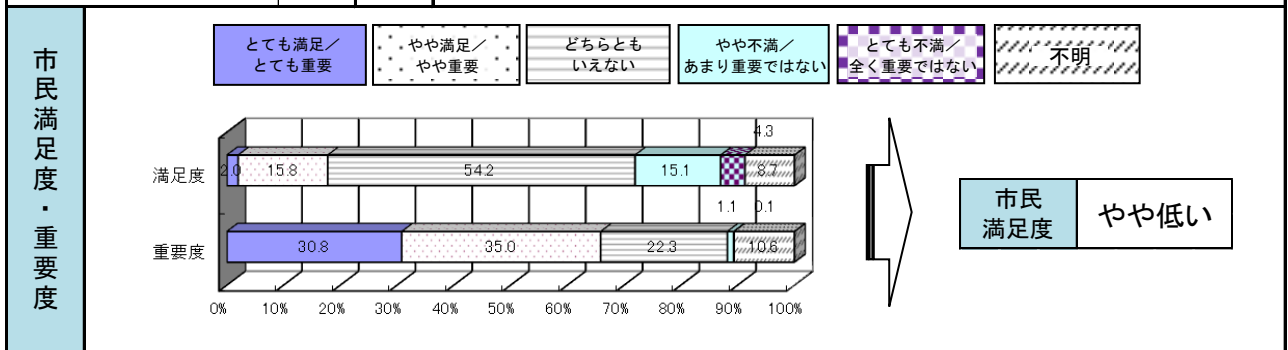 市民満足度・重要度
とても満足／
とても重要
やや満足／
やや重要
どちらとも
いえない
やや不満／
あまり重要ではない
とても不満／
全く重要ではない
不明
4.3
満足度
2.0
15.8
54.2
15.1
8.7
1.1
0.1
重要度
30.8
35.0
22.3
10.6
0%
10%
20%
30%
40%
50%
60%
70%
80%
90%
100%
市民
満足度
やや低い